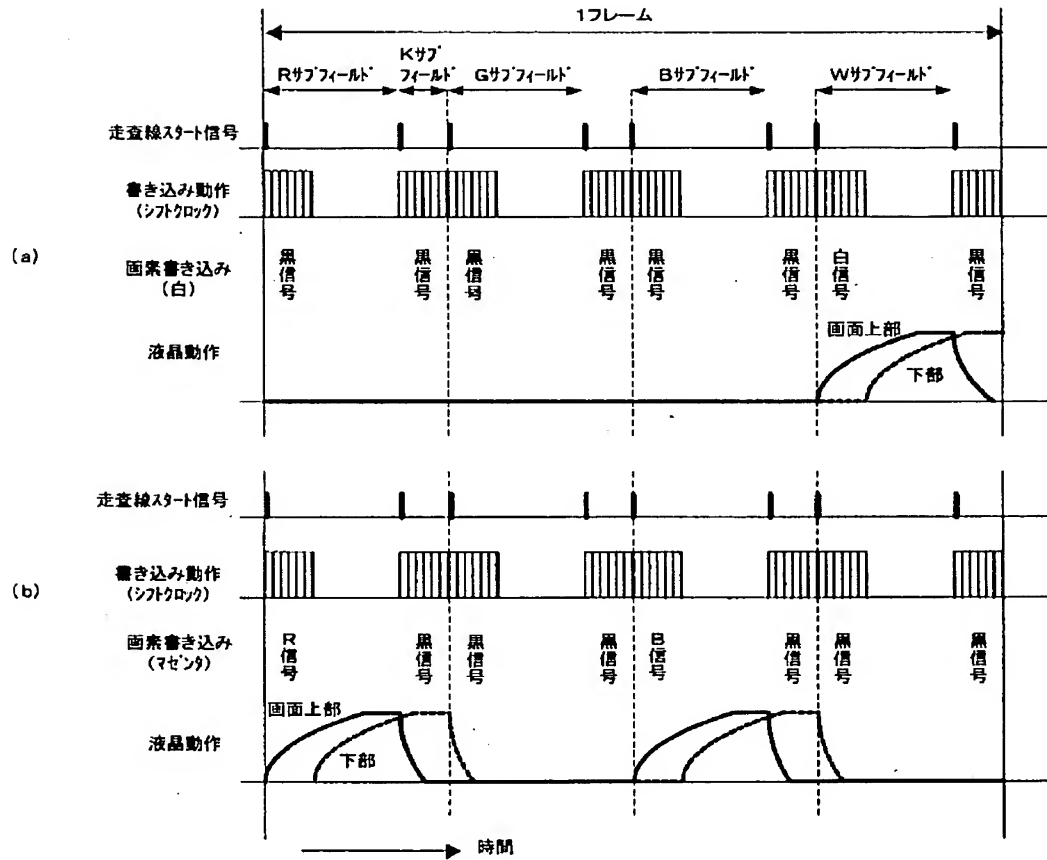 1フレーム
Kサブ
フィールド
Rサブフィールド
Gサブフィールド
Bサブフィールド
Wサブフィールド
走査線スタート信号
書き込み動作
(シフトクロック)
(a)
画素書き込み
(白)
黒信号
黒信号
黒信号
黒信号
黒信号
黒信号
白信号
黒信号
液晶動作
画面上部
下部
走査線スタート信号
書き込み動作
(シフトクロック)
(b)
画素書き込み
(マゼンタ)
R信号
黒信号
黒信号
黒信号
B信号
黒信号
黒信号
黒信号
液晶動作
画面上部
下部
時間